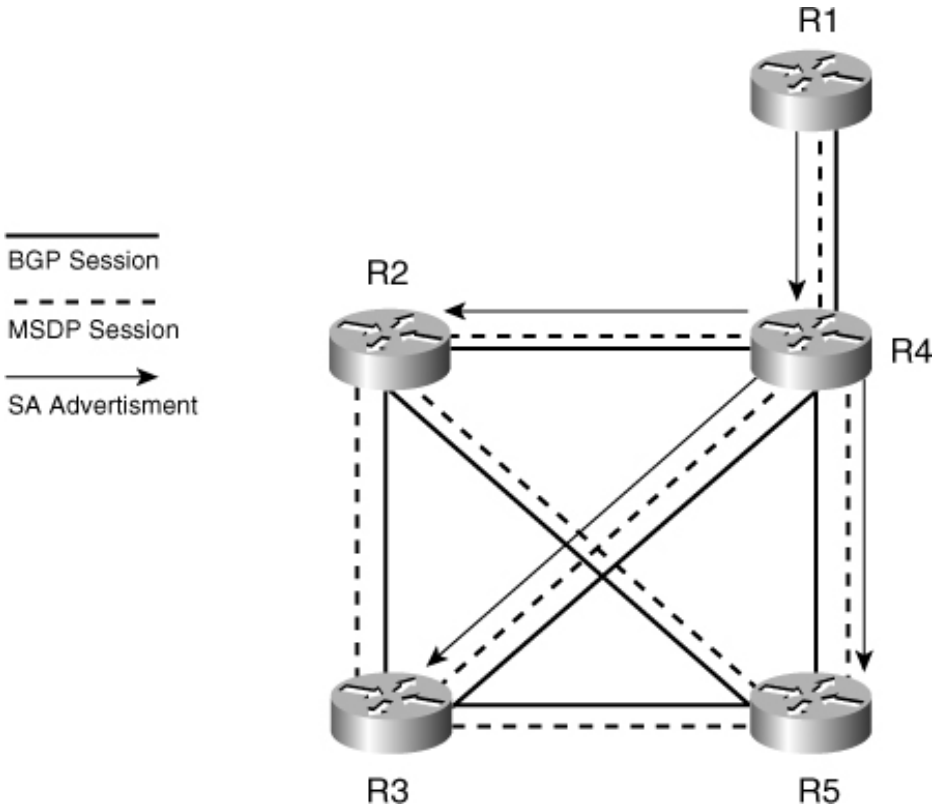 R1
BGP Session
MSDP Session
SA Advertisment
R2
R4
R3
R5